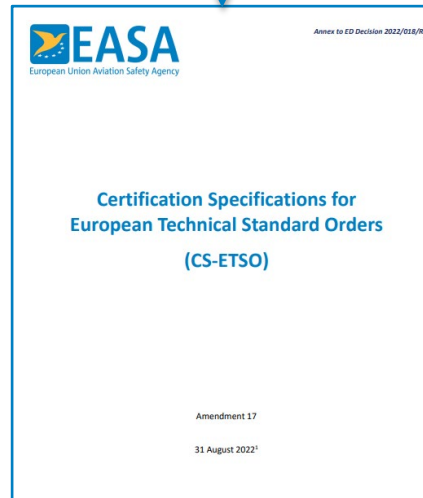 Annex to ED Decision 2022/018/R
EASA
European Union Aviation Safety Agency
Certification Specifications for
European Technical Standard Orders
(CS-ETSO)
Amendment 17
31 August 2022¹